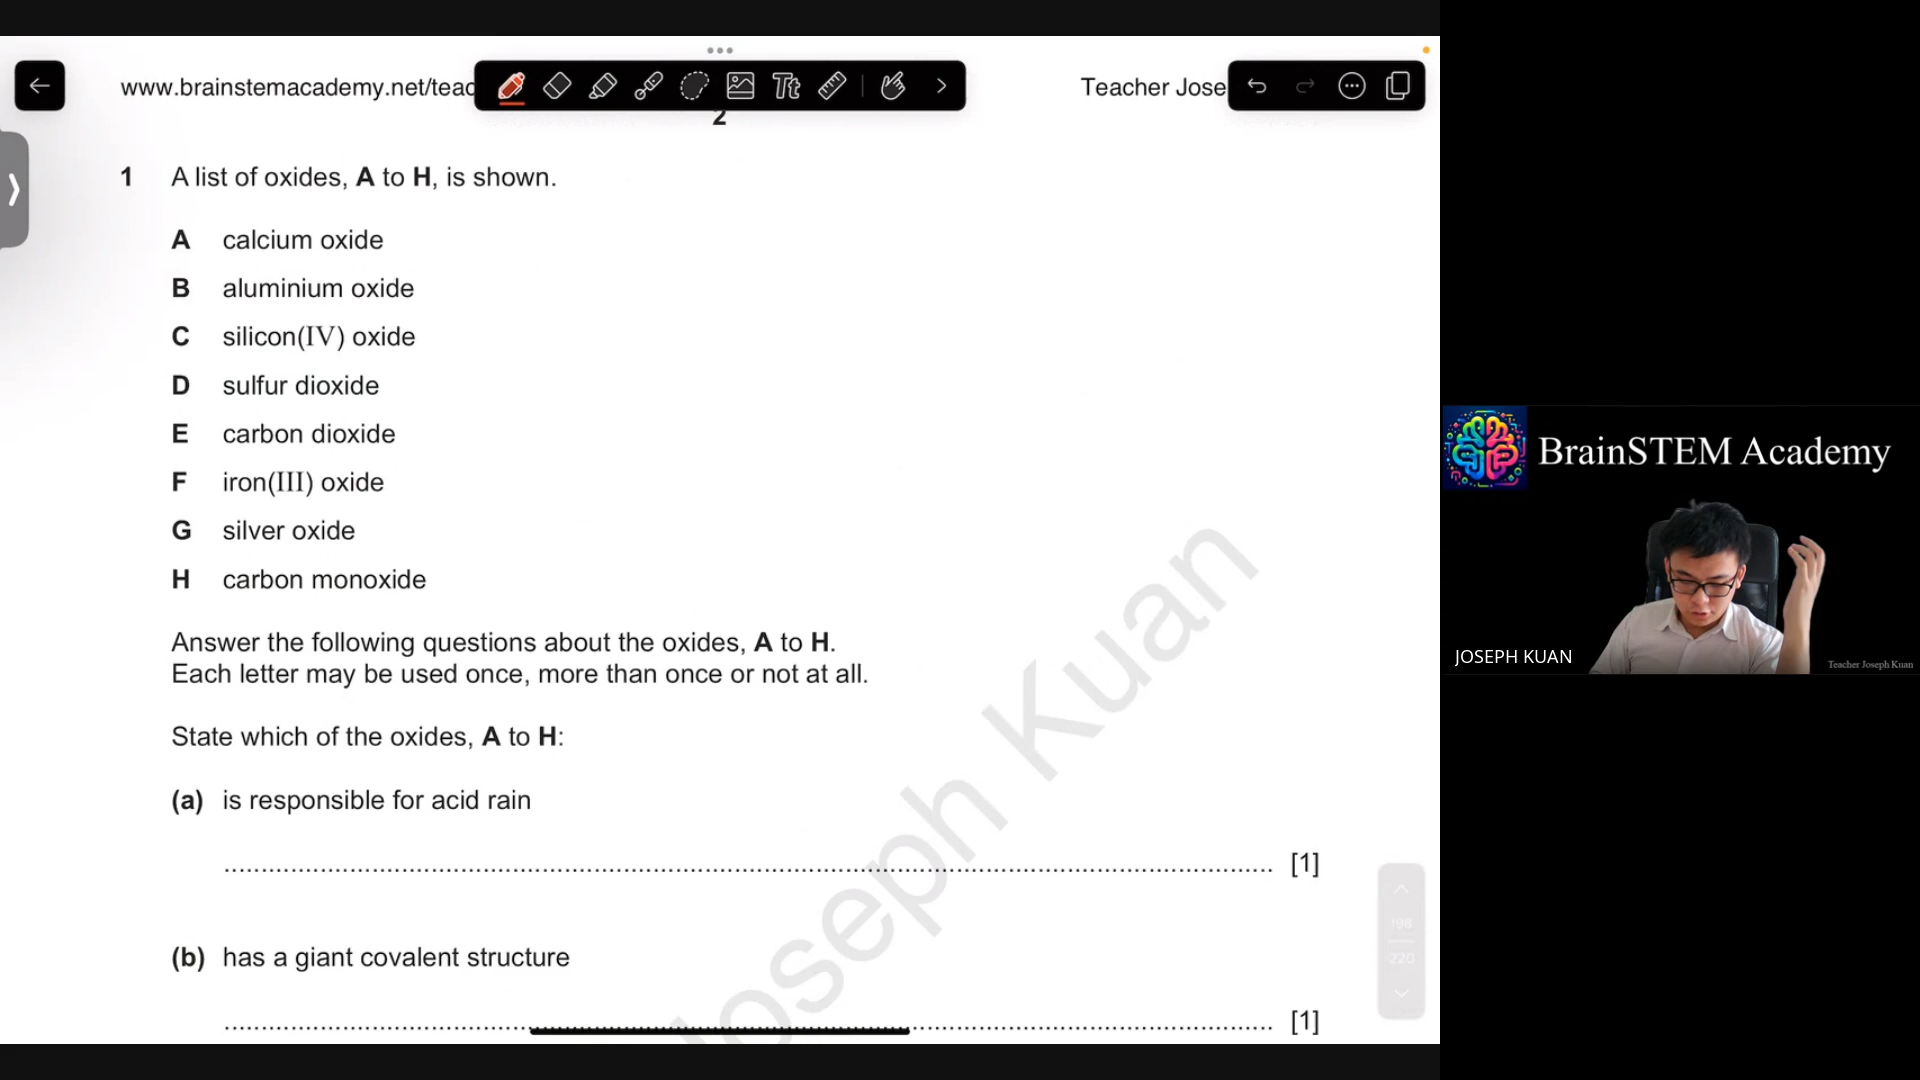 www.brainstemacademy.net/teac
Tt
Teacher Jose
2
1 A list of oxides, A to H, is shown.
A calcium oxide
B aluminium oxide
C silicon(IV) oxide
D sulfur dioxide
E carbon dioxide
F iron(III) oxide
G silver oxide
H carbon monoxide
Answer the following questions about the oxides, A to H.
Each letter may be used once, more than once or not at all.
State which of the oxides, A to H:
(a) is responsible for acid rain
[1]
(b) has a giant covalent structure
[1]
Joseph Kuan
198
220
BrainSTEM Academy
JOSEPH KUAN
Teacher Joseph Kuan